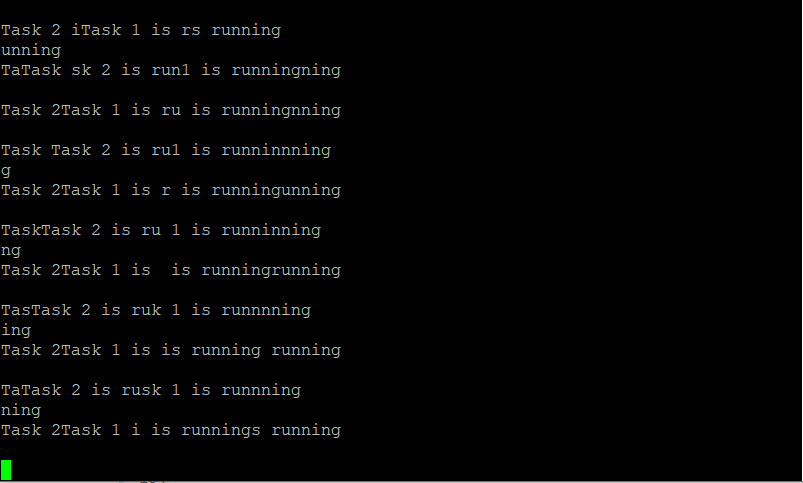 Task 2 iTask 1 is rs running
unning
TaTask sk 2 is run1 is runningning
Task 2Task 1 is ru is runningnning
Task Task 2 is ru1 is runninnning
g
Task 2Task 1 is r is runningunning
TaskTask 2 is ru 1 is runninning
ng
Task 2Task 1 is  is runningrunning
TasTask 2 is ruk 1 is runnnning
ing
Task 2Task 1 is is running running
TaTask 2 is rusk 1 is runnning
ning
Task 2Task 1 i is runnings running